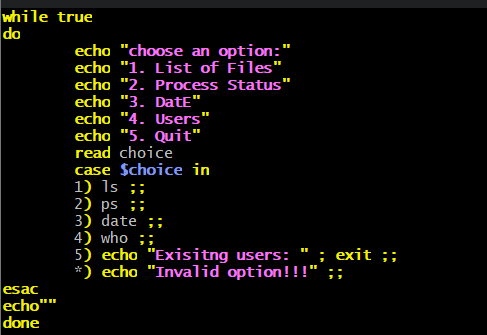 while true
do
echo "choose an option:"
echo "1. List of Files"
echo "2. Process Status"
echo "3. DatE"
echo "4. Users"
echo "5. Quit"
read choice
case $choice in
1) ls ;;
2) ps ;;
3) date ;;
4) who ;;
5) echo "Exisitng users: " ; exit ;;
*) echo "Invalid option!!!" ;;
esac
echo""
done